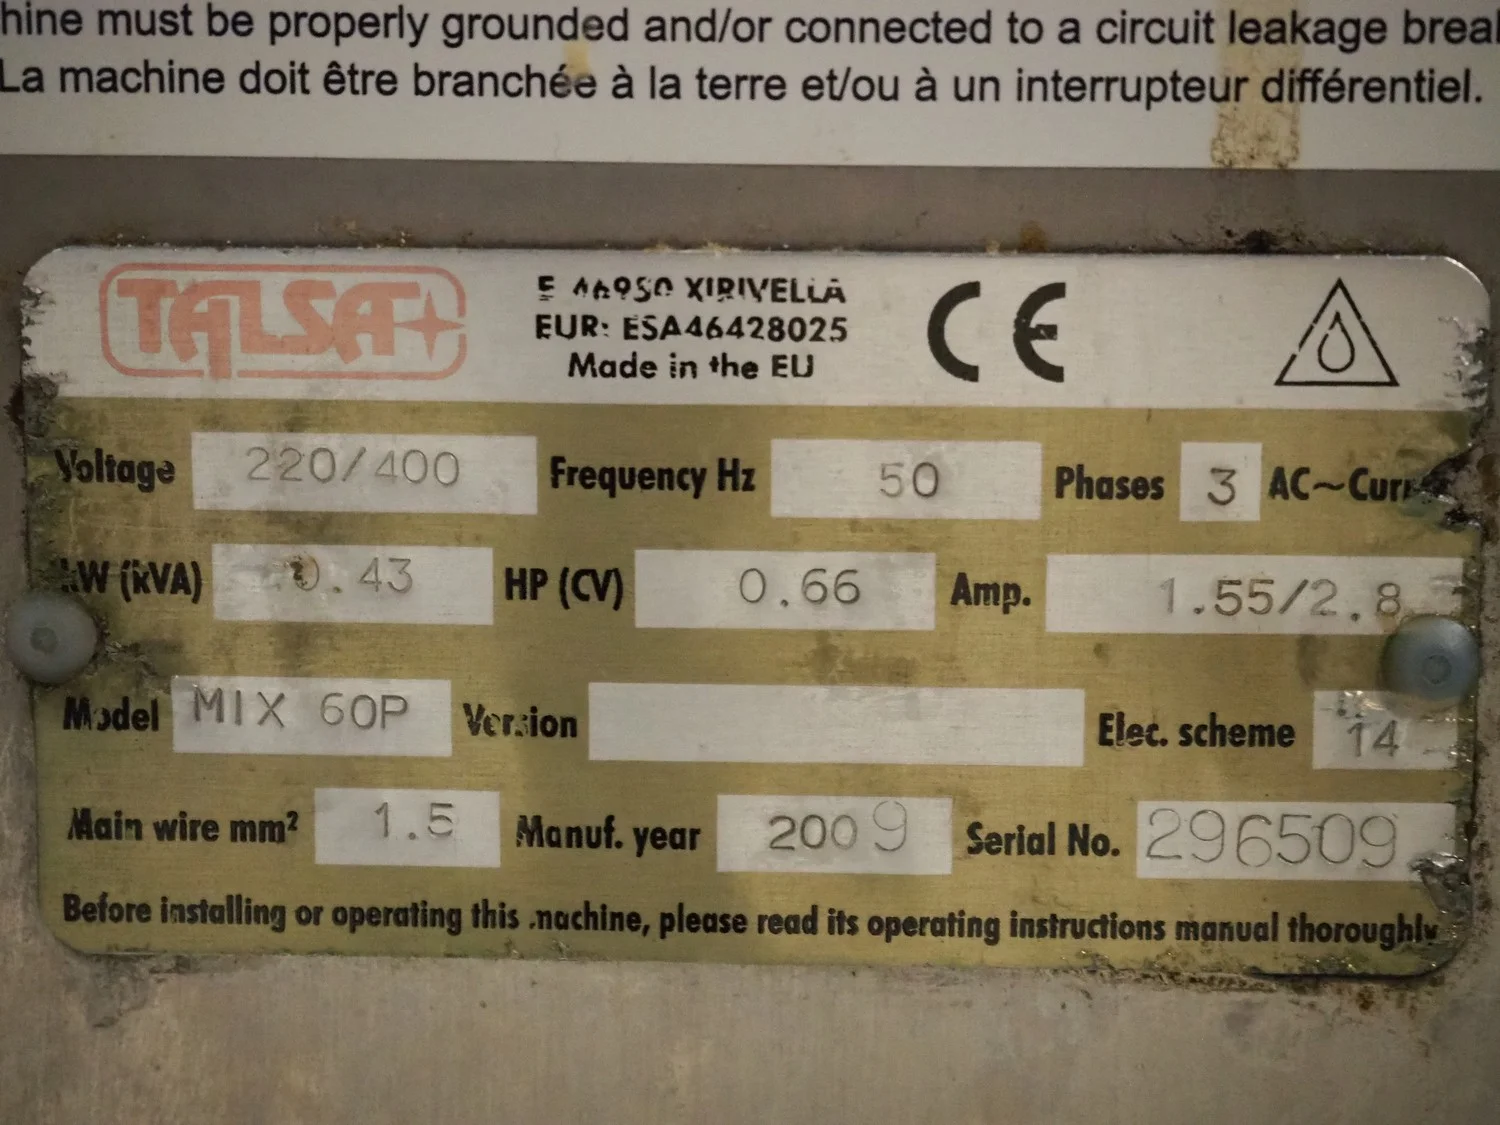 hine must be properly grounded and/or connected to a circuit leakage brea
La machine doit être branchée à la terre et/ou à un interrupteur différentiel.
TALSA
XIRIVELLA
EUR: ESA46428025
Made in the EU
CE
Voltage 220/400 Frequency Hz 50 Phases 3 AC~Curr
kW (kVA) 0.43 HP (CV) 0.66 Amp. 1.55/2.8
Model MIX 60P Version Elec. scheme 14
Main wire mm² 1.5 Manuf. year 2009 Serial No. 296509
Before installing or operating this machine, please read its operating instructions manual thoroughly